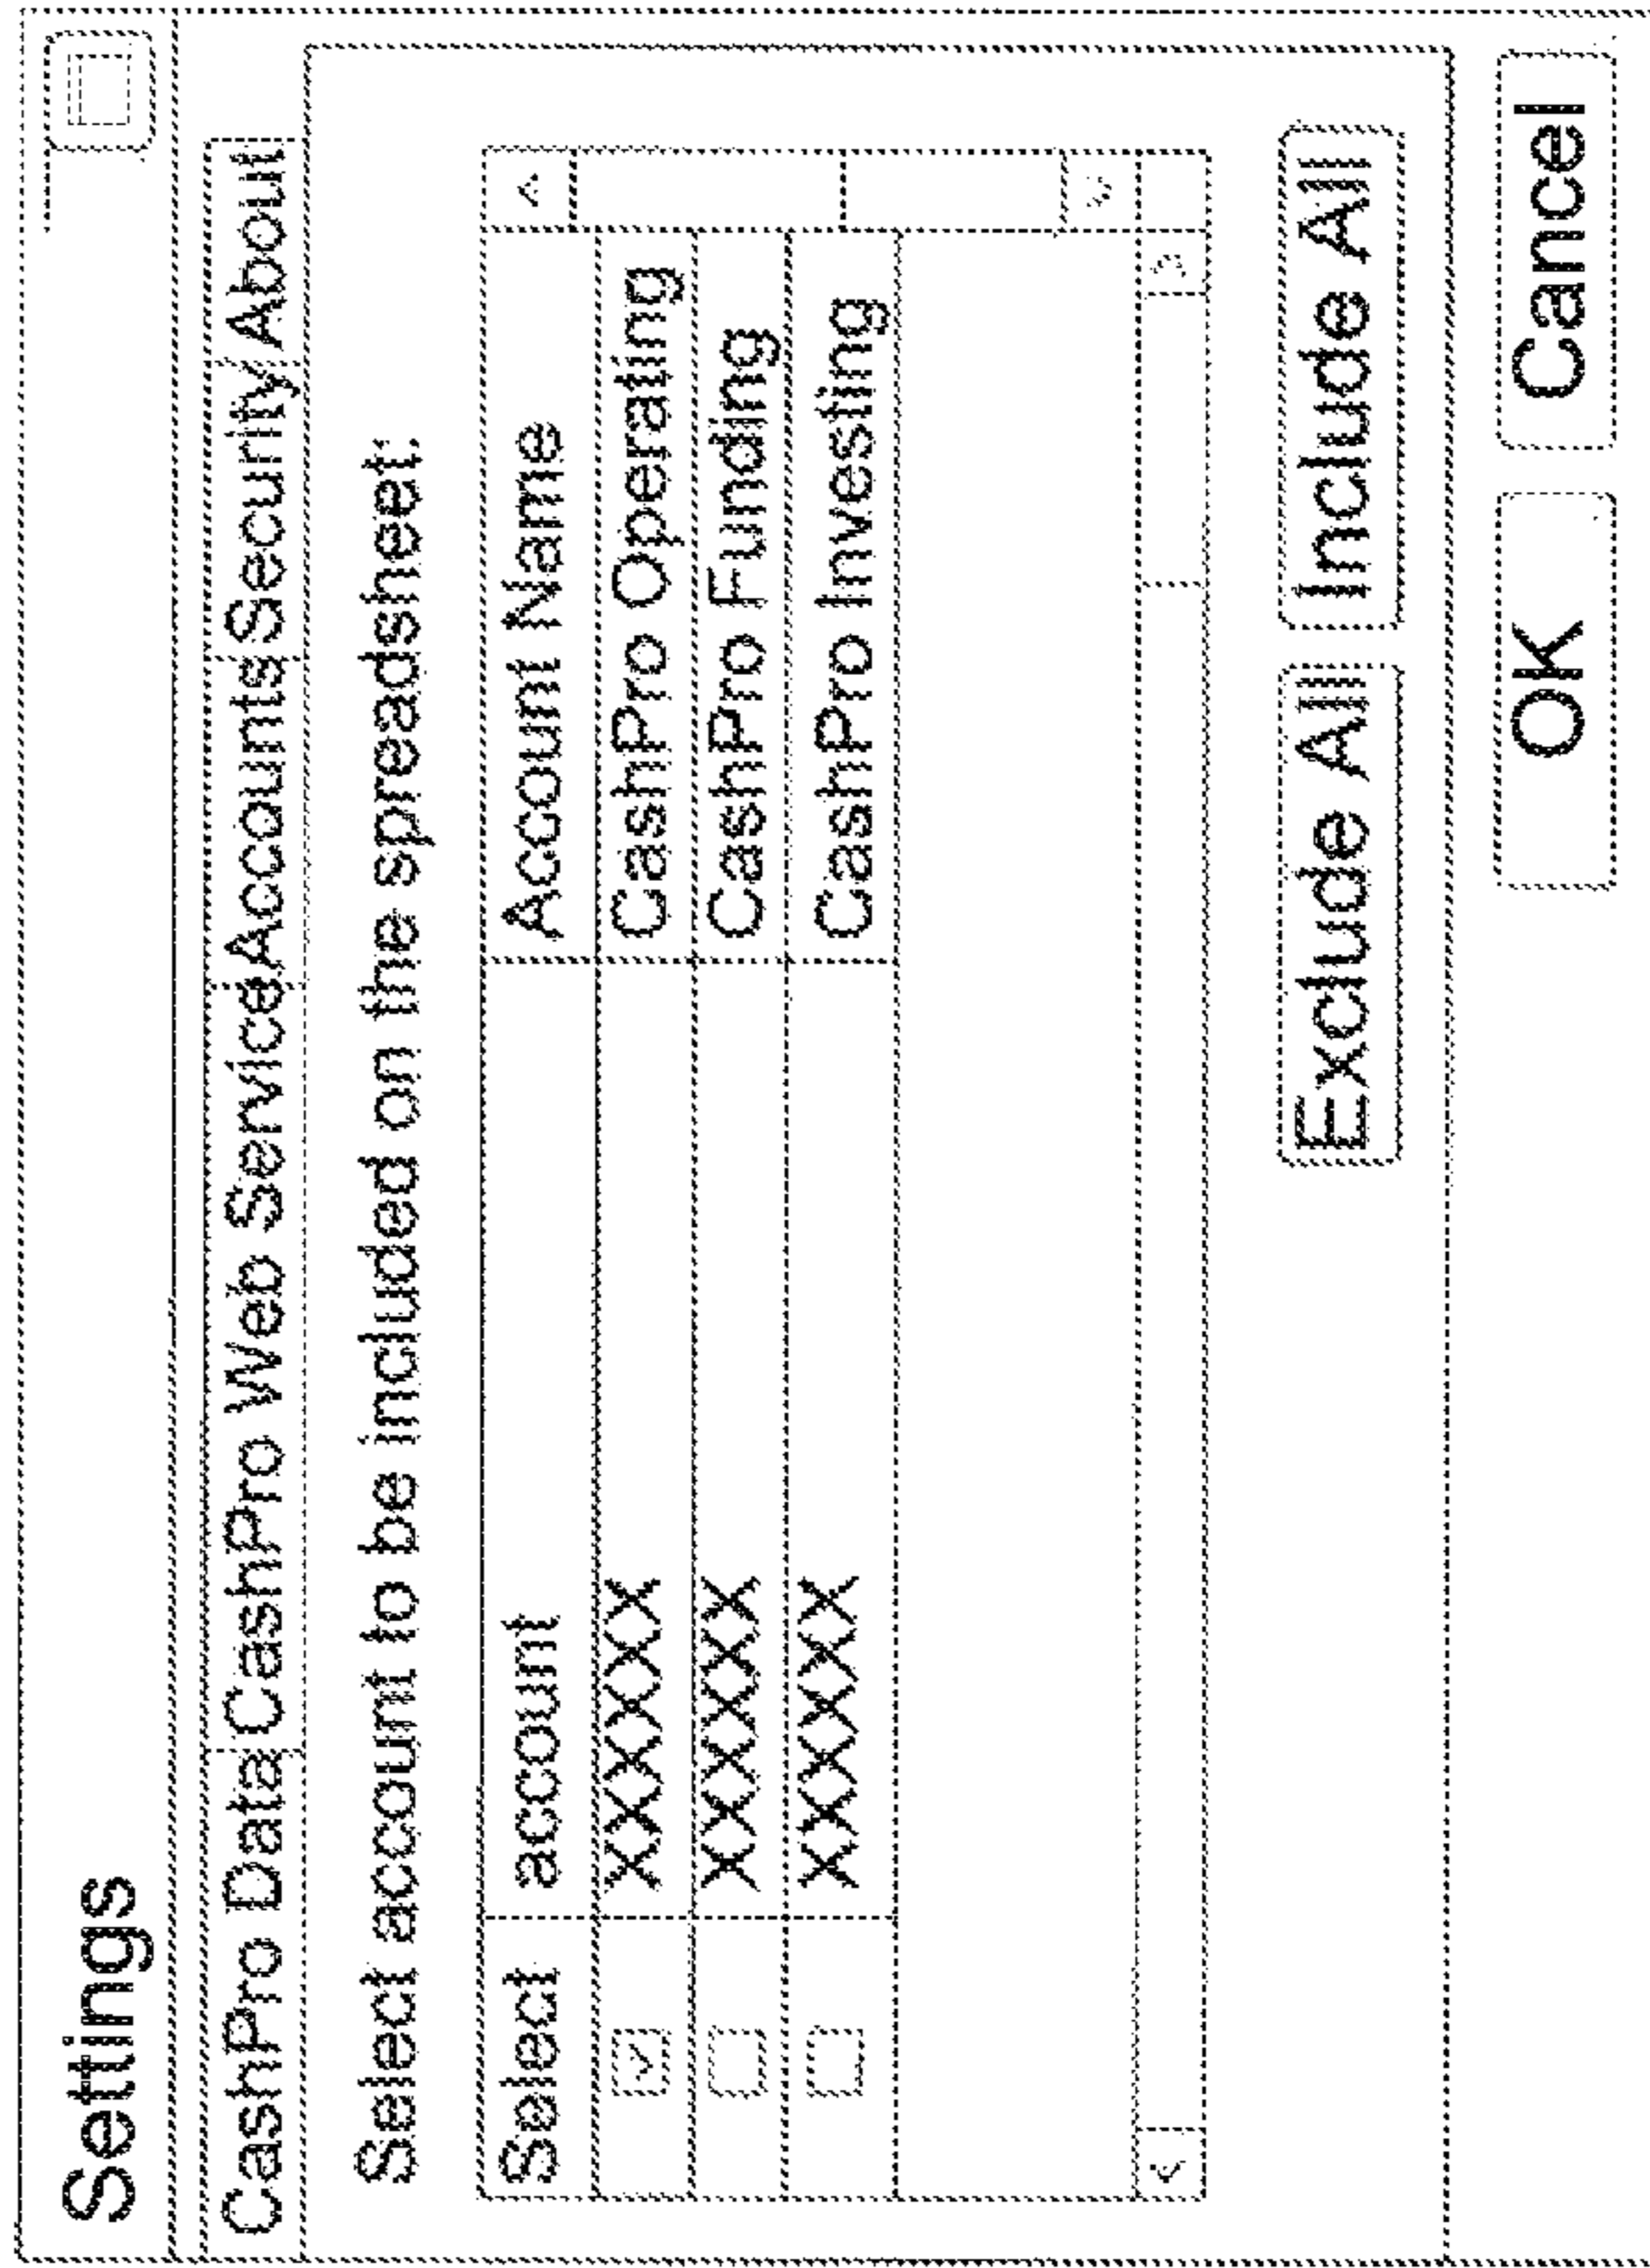 Settings
CashPro Data CashPro Web Service Accounts Security About
Select account to be included on the spreadsheet:
Select account Account Name
XXXXXX CashPro Operating
XXXXXX CashPro Funding
XXXXXX CashPro Investing
Exclude All Include All
OK Cancel